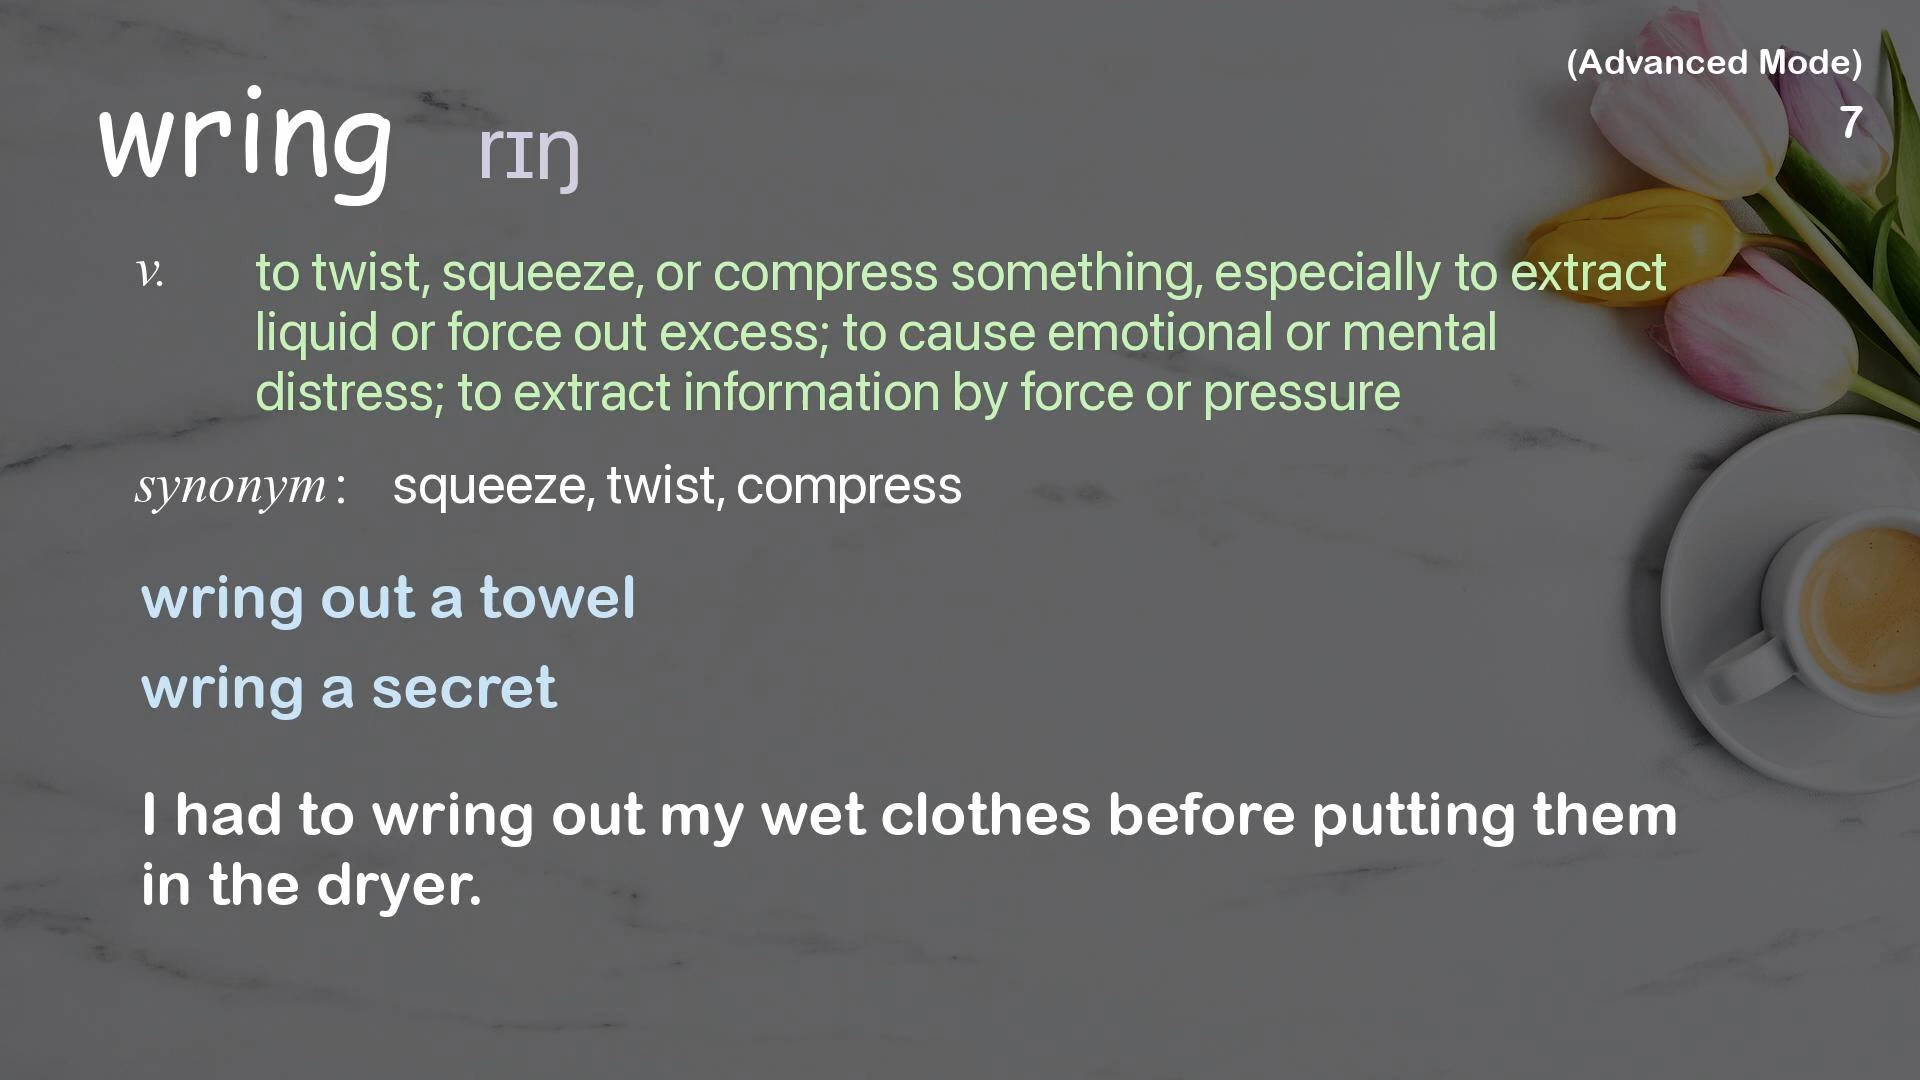 (Advanced Mode)
7
wring rɪŋ
v. to twist, squeeze, or compress something, especially to extract
liquid or force out excess; to cause emotional or mental
distress; to extract information by force or pressure
synonym: squeeze, twist, compress
wring out a towel
wring a secret
I had to wring out my wet clothes before putting them
in the dryer.